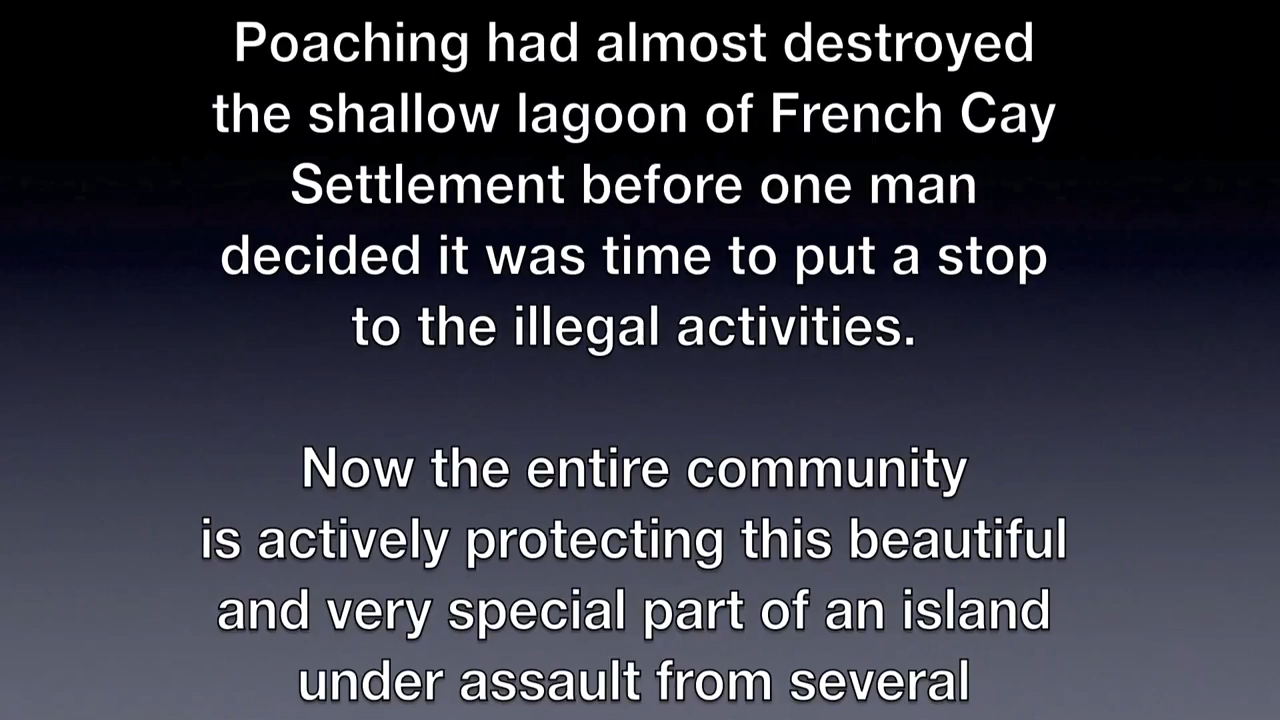 Poaching had almost destroyed
the shallow lagoon of French Cay
Settlement before one man
decided it was time to put a stop
to the illegal activities.
Now the entire community
is actively protecting this beautiful
and very special part of an island
under assault from several